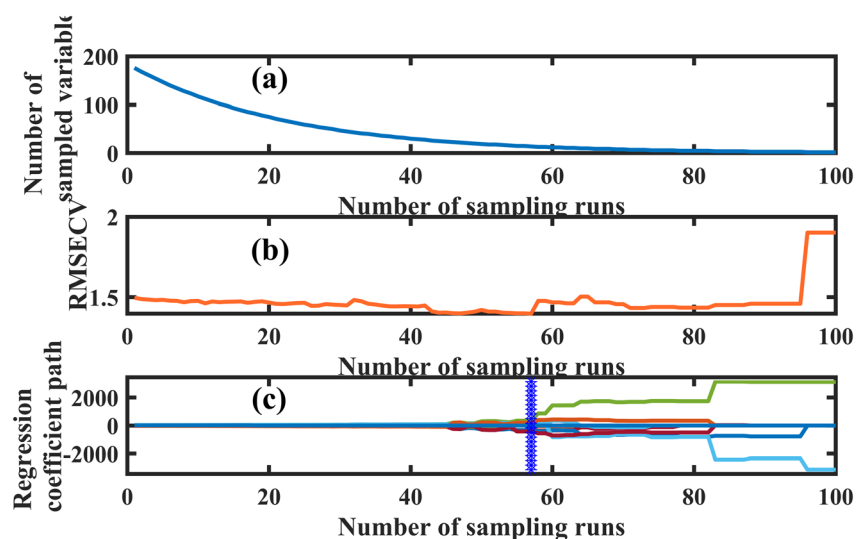 Number of
sampled variable
200
100
0
(a)
0 20 40 60 80 100
Number of sampling runs
RMSECV
2
1.5
(b)
0 20 40 60 80 100
Number of sampling runs
Regression
coefficient path
2000
0
-2000
(c)
0 20 40 60 80 100
Number of sampling runs